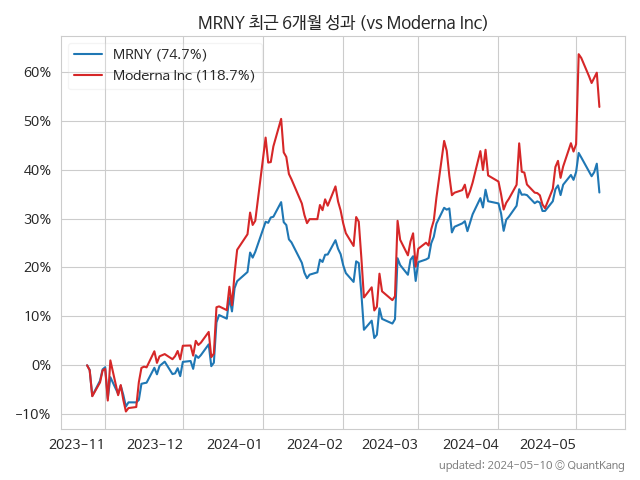 MRNY 최근 6개월 성과 (vs Moderna Inc)
MRNY (74.7%)
Moderna Inc (118.7%)
60%
50%
40%
30%
20%
10%
0%
−10%
2023−11 2023−12 2024−01 2024−02 2024−03 2024−04 2024−05
updated: 2024-05-10 © QuantKang